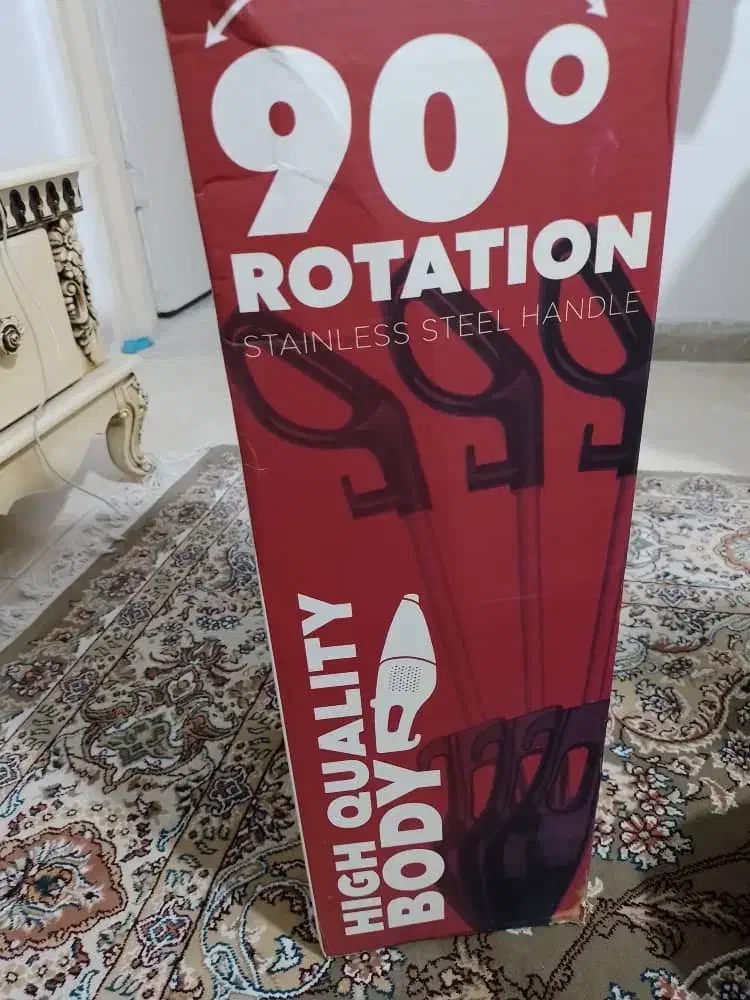 90°
ROTATION
STAINLESS STEEL HANDLE
HIGH QUALITY
BODY